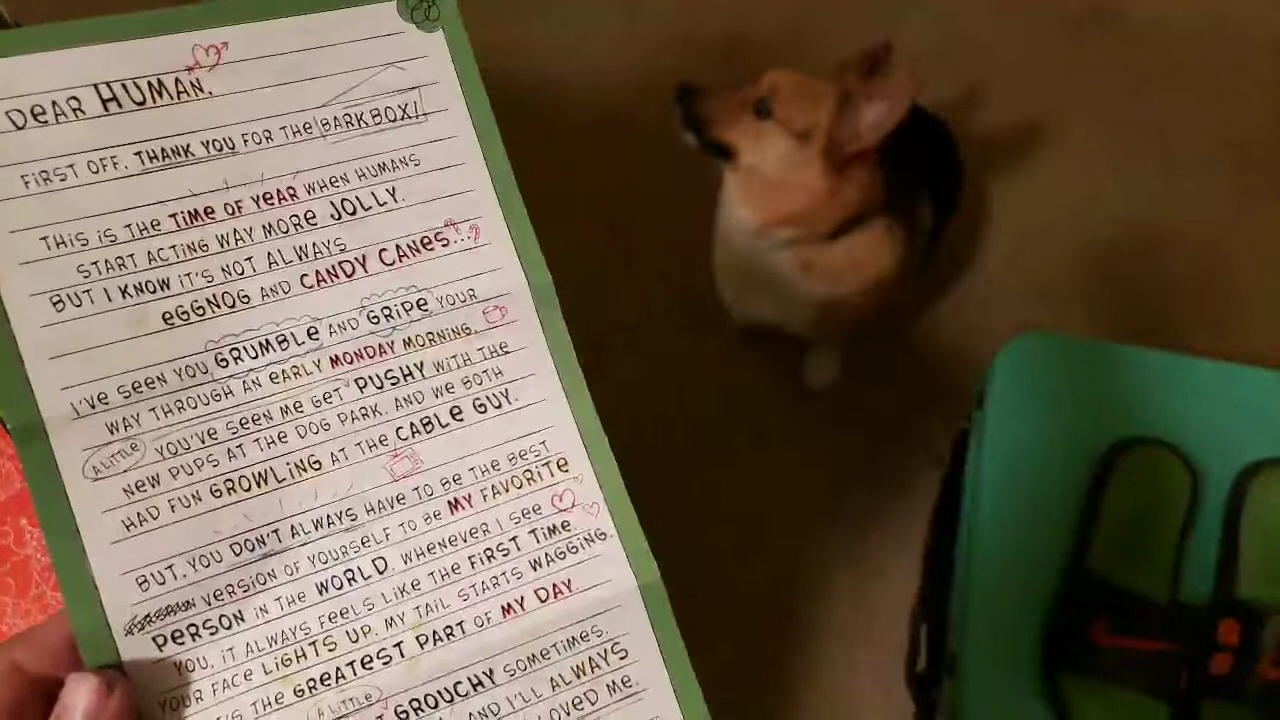 DEAR HUMAN.
FIRST OFF, THANK YOU FOR THE BARKBOX!
THIS IS THE TIME OF YEAR WHEN HUMANS
START ACTING WAY MORE JOLLY.
BUT I KNOW IT'S NOT ALWAYS
EGGNOG AND CANDY CANES...
I'VE SEEN YOU GRUMBLE AND GRIPE YOUR
WAY THROUGH AN EARLY MONDAY MORNING.
A LITTLE YOU'VE SEEN ME GET PUSHY WITH THE
NEW PUPS AT THE DOG PARK. AND WE BOTH
HAD FUN GROWLING AT THE CABLE GUY.
BUT, YOU DON'T ALWAYS HAVE TO BE THE BEST
VERSION OF YOURSELF TO BE MY FAVORITE
PERSON IN THE WORLD. WHENEVER I SEE
YOU, IT ALWAYS FEELS LIKE THE FIRST TIME.
YOUR FACE LIGHTS UP. MY TAIL STARTS WAGGING.
THE GREATEST PART OF MY DAY.
A LITTLE
GROUCHY SOMETIMES.
AND I'LL ALWAYS
LOVED ME.